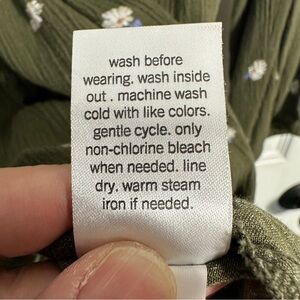 wash before
wearing. wash inside
out . machine wash
cold with like colors.
gentle cycle. only
non-chlorine bleach
when needed. line
dry. warm steam
iron if needed.